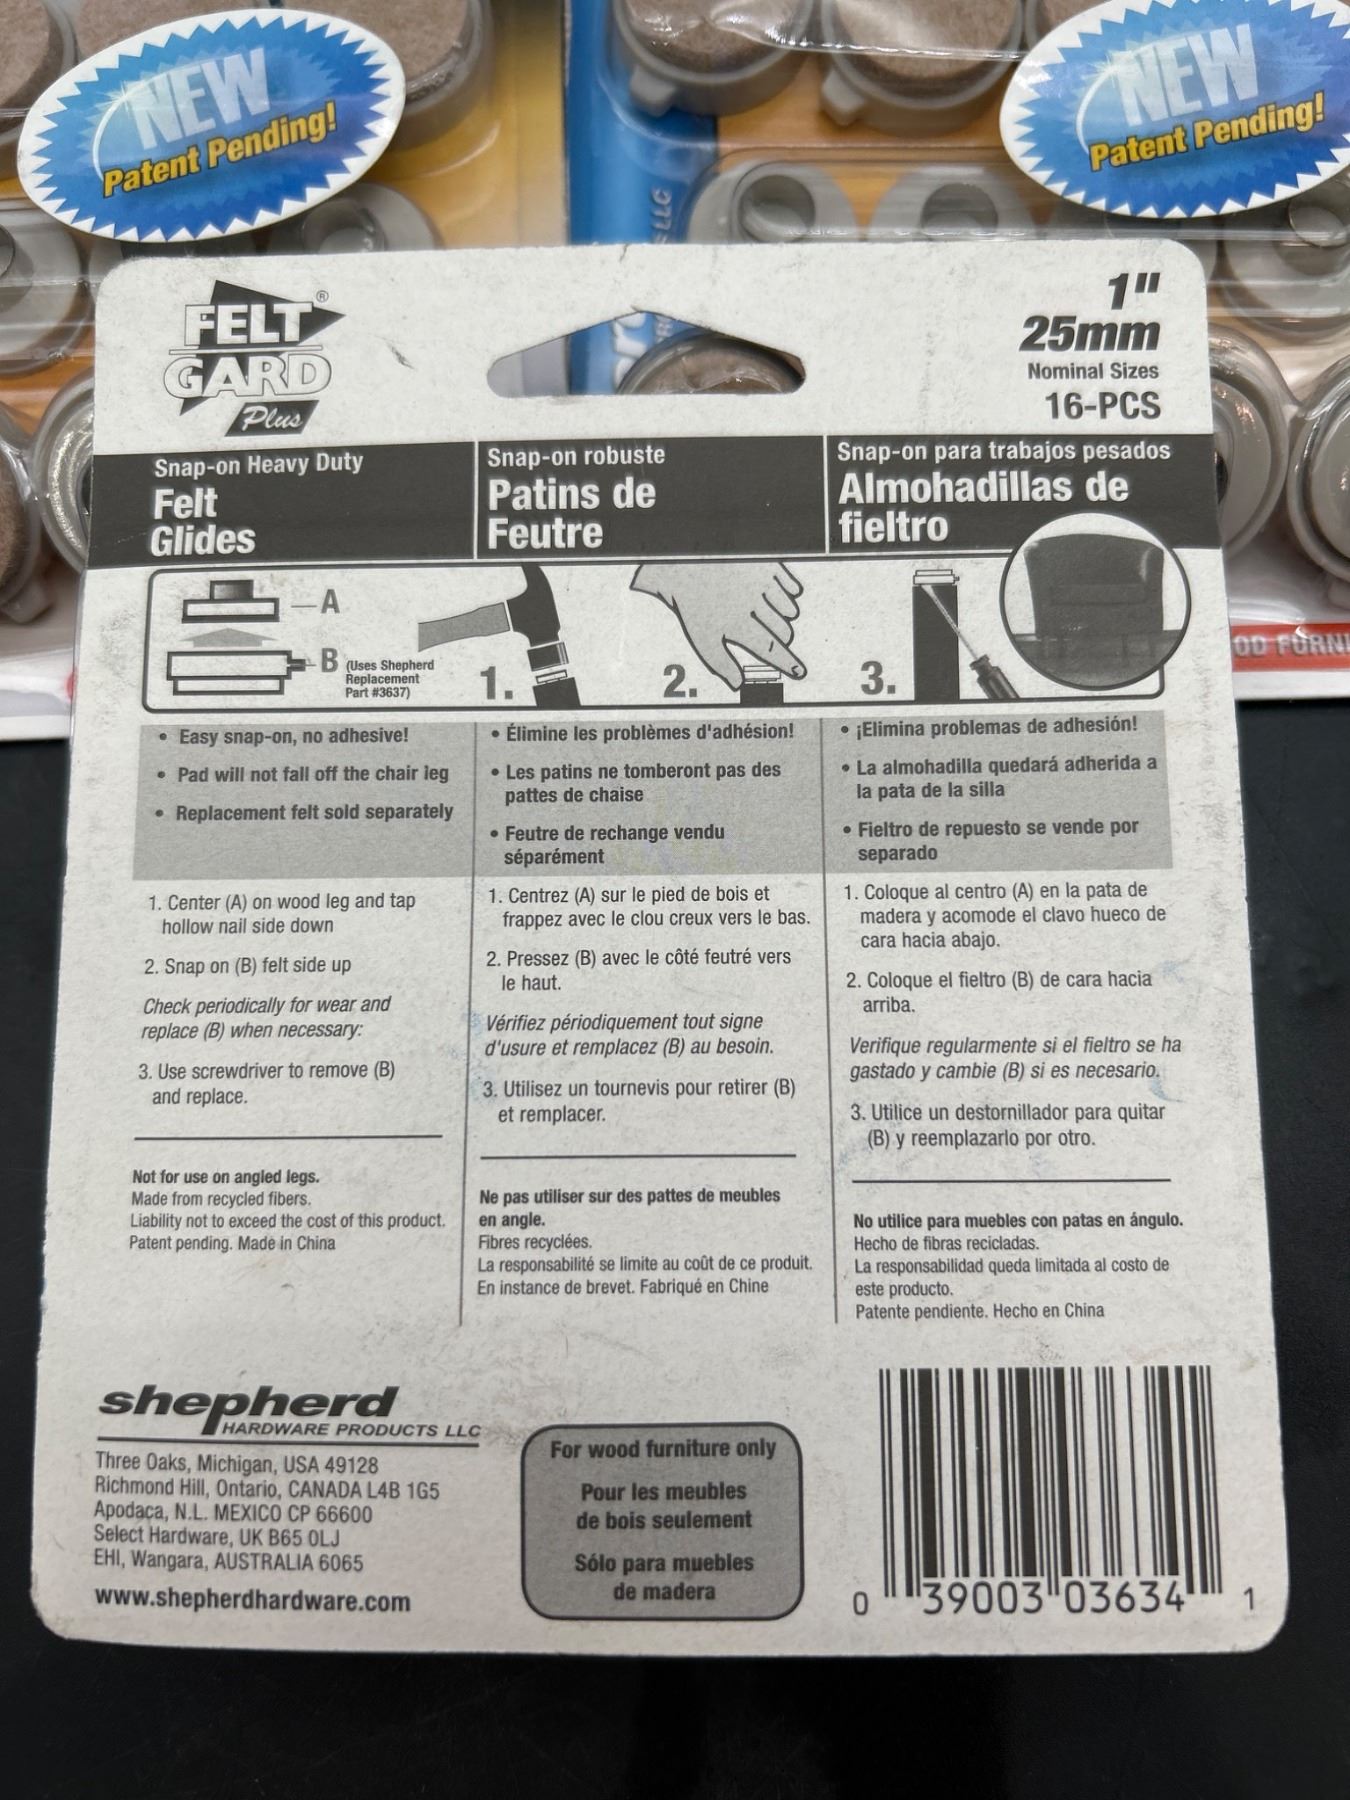 NEW
Patent Pending!
NEW
Patent Pending!
LLC
FELT
GARD
Plus
®
1"
25mm
Nominal Sizes
16-PCS
Snap-on Heavy Duty
Felt
Glides
Snap-on robuste
Patins de
Feutre
Snap-on para trabajos pesados
Almohadillas de
fieltro
A
B (Uses Shepherd
Replacement
Part #3637)
1.
2.
3.
OD FURNI
• Easy snap-on, no adhesive!
• Pad will not fall off the chair leg
• Replacement felt sold separately
1. Center (A) on wood leg and tap
hollow nail side down
2. Snap on (B) felt side up
Check periodically for wear and
replace (B) when necessary:
3. Use screwdriver to remove (B)
and replace.
Not for use on angled legs.
Made from recycled fibers.
Liability not to exceed the cost of this product.
Patent pending. Made in China
• Élimine les problèmes d'adhésion!
• Les patins ne tomberont pas des
pattes de chaise
• Feutre de rechange vendu
séparément
1. Centrez (A) sur le pied de bois et
frappez avec le clou creux vers le bas.
2. Pressez (B) avec le côté feutré vers
le haut.
Vérifiez périodiquement tout signe
d'usure et remplacez (B) au besoin.
3. Utilisez un tournevis pour retirer (B)
et remplacer.
Ne pas utiliser sur des pattes de meubles
en angle.
Fibres recyclées.
La responsabilité se limite au coût de ce produit.
En instance de brevet. Fabriqué en Chine
• ¡Elimina problemas de adhesión!
• La almohadilla quedará adherida a
la pata de la silla
• Fieltro de repuesto se vende por
separado
1. Coloque al centro (A) en la pata de
madera y acomode el clavo hueco de
cara hacia abajo.
2. Coloque el fieltro (B) de cara hacia
arriba.
Verifique regularmente si el fieltro se ha
gastado y cambie (B) si es necesario.
3. Utilice un destornillador para quitar
(B) y reemplazarlo por otro.
No utilice para muebles con patas en ángulo.
Hecho de fibras recicladas.
La responsabilidad queda limitada al costo de
este producto.
Patente pendiente. Hecho en China
shepherd
HARDWARE PRODUCTS LLC
Three Oaks, Michigan, USA 49128
Richmond Hill, Ontario, CANADA L4B 1G5
Apodaca, N.L. MEXICO CP 66600
Select Hardware, UK B65 0LJ
EHI, Wangara, AUSTRALIA 6065
www.shepherdhardware.com
For wood furniture only
Pour les meubles
de bois seulement
Sólo para muebles
de madera
0 39003 03634 1